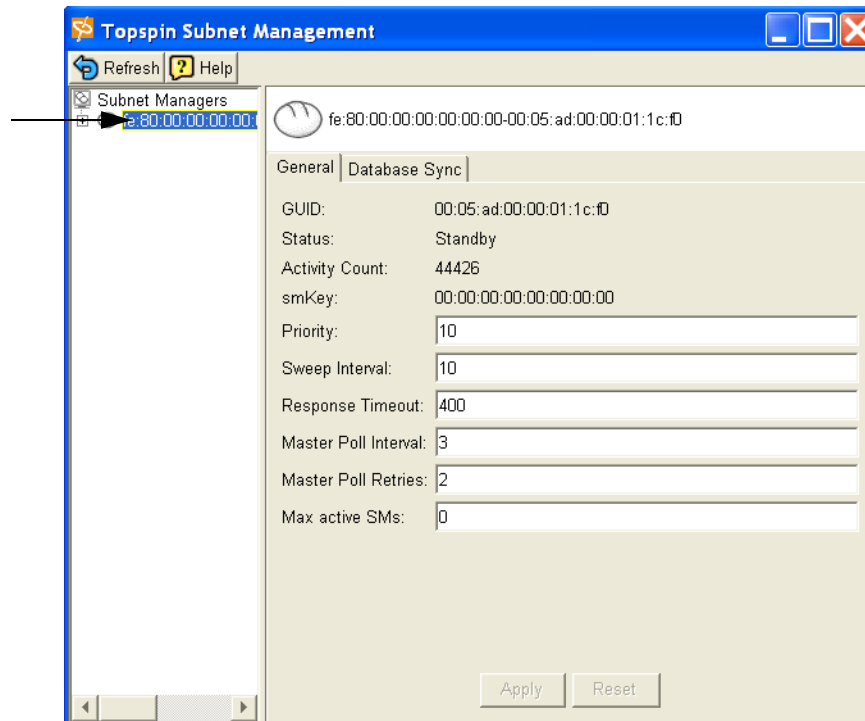 Topspin Subnet Management
Refresh ? Help
Subnet Managers
fe:80:00:00:00:00:
fe:80:00:00:00:00:00:00-00:05:ad:00:00:01:1c:f0
General Database Sync
GUID: 00:05:ad:00:00:01:1c:f0
Status: Standby
Activity Count: 44426
smKey: 00:00:00:00:00:00:00:00
Priority: 10
Sweep Interval: 10
Response Timeout: 400
Master Poll Interval: 3
Master Poll Retries: 2
Max active SMs: 0
Apply Reset